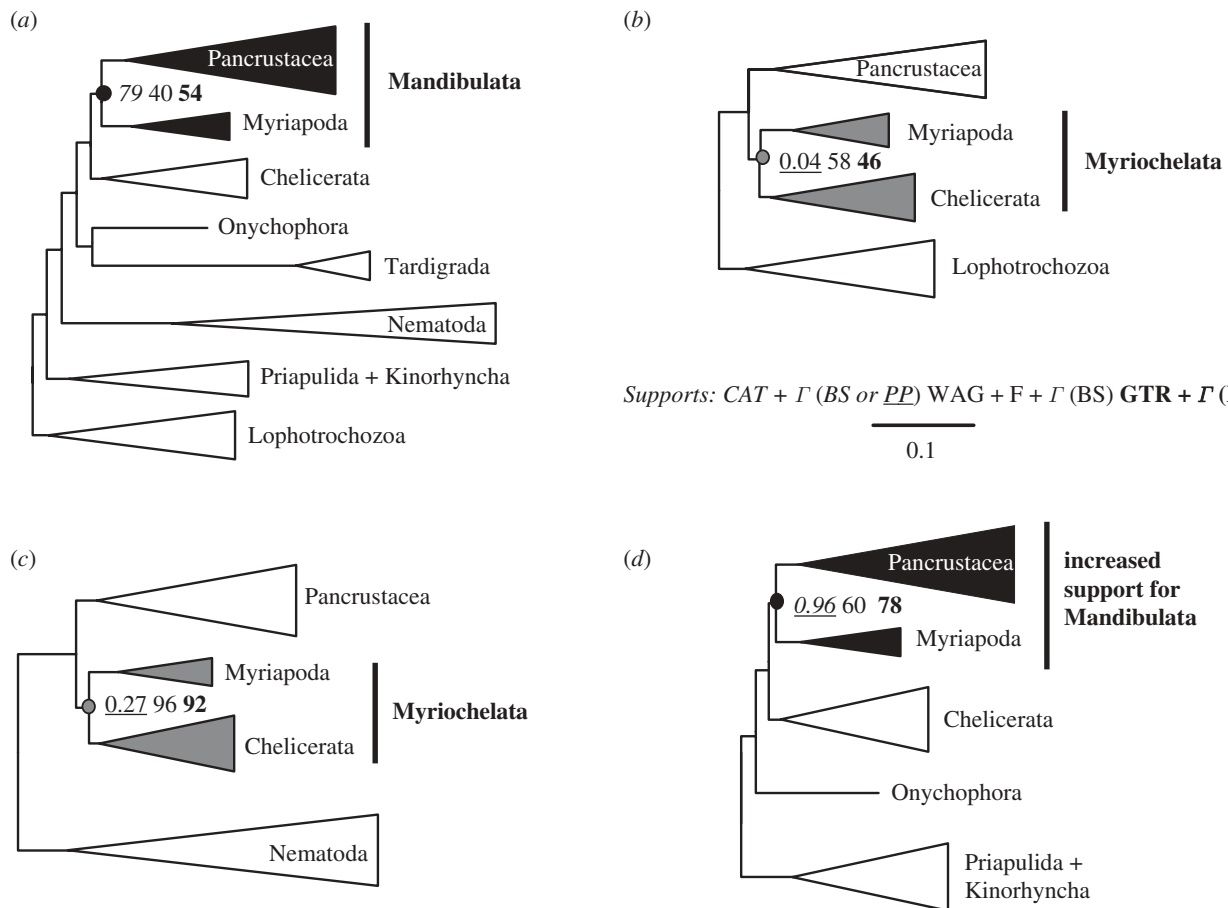 (a)
Pancrustacea
79 40 54
Mandibulata
Myriapoda
Chelicerata
Onychophora
Tardigrada
Nematoda
Priapulida + Kinorhyncha
Lophotrochozoa
(b)
Pancrustacea
Myriapoda
0.04 58 46
Myriochelata
Chelicerata
Lophotrochozoa
Supports: CAT + Γ (BS or PP) WAG + F + Γ (BS) GTR + Γ (
0.1
(c)
Pancrustacea
Myriapoda
0.27 96 92
Myriochelata
Chelicerata
Nematoda
(d)
Pancrustacea
increased
support for
Mandibulata
0.96 60 78
Myriapoda
Chelicerata
Onychophora
Priapulida +
Kinorhyncha